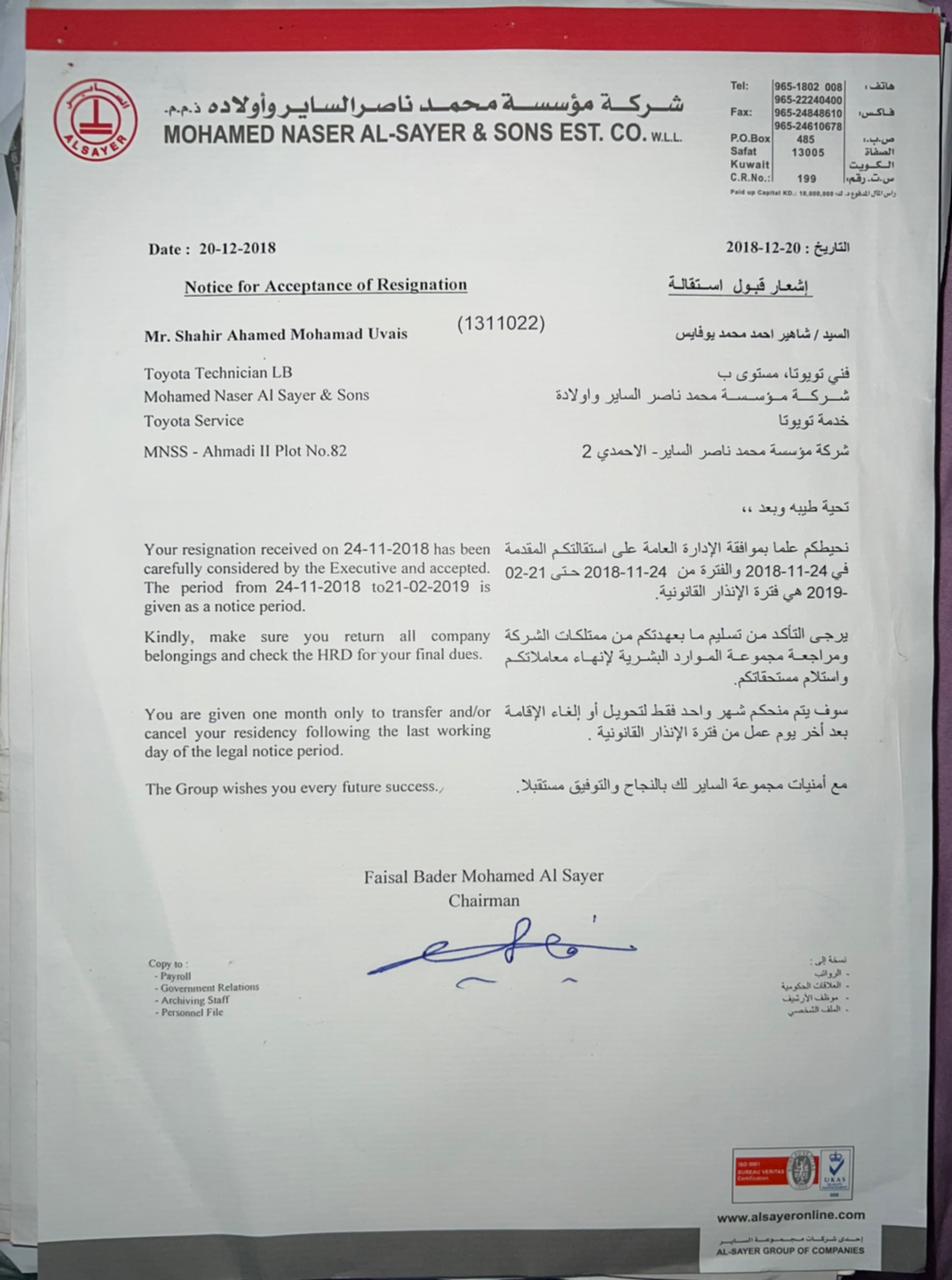 الساير
ALSAYER
شركة مؤسسة محمد ناصر الساير وأولاده ذ.م.م.
MOHAMED NASER AL-SAYER & SONS EST. CO. W.L.L.
Tel: 965-1802 008 هاتف:
965-22240400
Fax: 965-24848610 فاكس:
965-24610678
P.O.Box 485 ص.ب.:
Safat 13005 الصفاة
Kuwait الكويت
C.R.No.: 199 س.ت. رقم:
Paid up Capital KD.: 18,000,000 رأس المال المدفوع د. ك
Date : 20-12-2018 التاريخ : 20-12-2018
Notice for Acceptance of Resignation إشعار قبول استقالة
Mr. Shahir Ahamed Mohamad Uvais (1311022) السيد / شاهير احمد محمد يوفايس
Toyota Technician LB فني تويوتا، مستوى ب
Mohamed Naser Al Sayer & Sons شركة مؤسسة محمد ناصر الساير واولادة
Toyota Service خدمة تويوتا
MNSS - Ahmadi II Plot No.82 شركة مؤسسة محمد ناصر الساير- الاحمدي 2
تحية طيبه وبعد ،،
Your resignation received on 24-11-2018 has been
carefully considered by the Executive and accepted.
The period from 24-11-2018 to21-02-2019 is
given as a notice period.
نحيطكم علما بموافقة الإدارة العامة على استقالتكم المقدمة
في 24-11-2018 والفترة من 24-11-2018 حتى 21-02
-2019 هي فترة الإنذار القانونية.
Kindly, make sure you return all company
belongings and check the HRD for your final dues.
يرجى التأكد من تسليم ما بعهدتكم من ممتلكات الشركة
ومراجعة مجموعة الموارد البشرية لإنهاء معاملاتكم
واستلام مستحقاتكم.
You are given one month only to transfer and/or
cancel your residency following the last working
day of the legal notice period.
سوف يتم منحكم شهر واحد فقط لتحويل أو إلغاء الإقامة
بعد أخر يوم عمل من فترة الإنذار القانونية .
The Group wishes you every future success.
مع أمنيات مجموعة الساير لك بالنجاح والتوفيق مستقبلا.
Faisal Bader Mohamed Al Sayer
Chairman
Copy to :
- Payroll
- Government Relations
- Archiving Staff
- Personnel File
نسخة إلى :
- الرواتب
- العلاقات الحكومية
- موظف الأرشيف
- الملف الشخصي
ISO 9001
BUREAU VERITAS
Certification
UKAS
008
www.alsayeronline.com
إحدى شركات مجموعة الساير
AL-SAYER GROUP OF COMPANIES